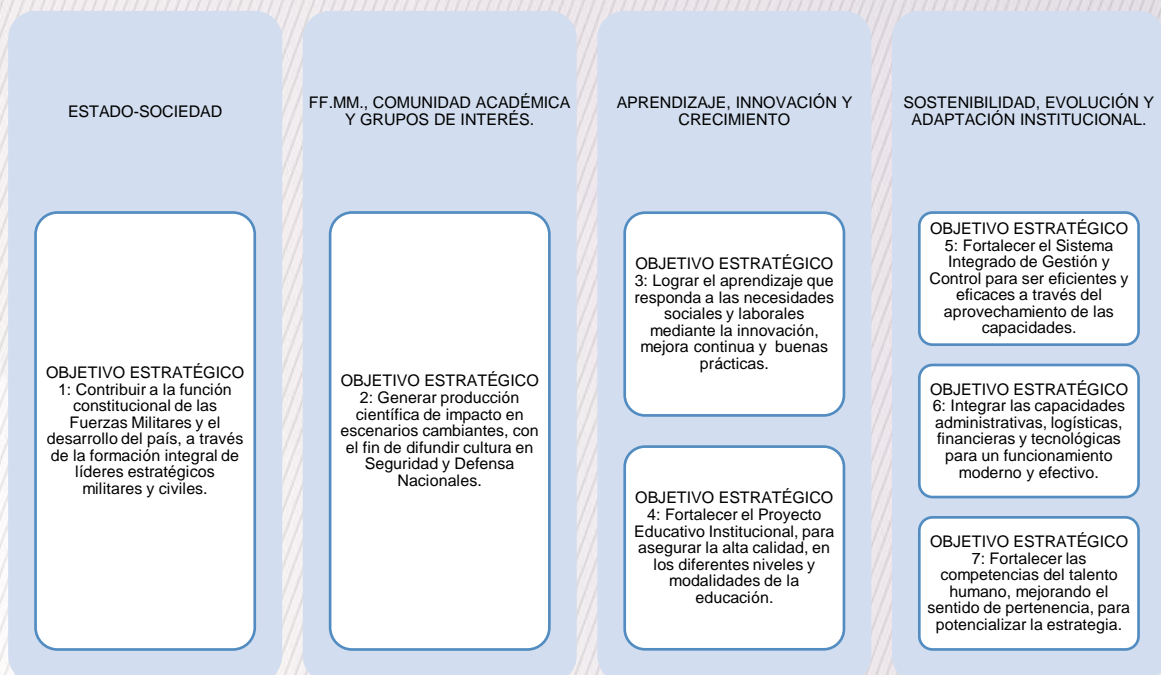 ESTADO-SOCIEDAD
OBJETIVO ESTRATÉGICO
1: Contribuir a la función
constitucional de las
Fuerzas Militares y el
desarrollo del país, a través
de la formación integral de
líderes estratégicos
militares y civiles.
FF.MM., COMUNIDAD ACADÉMICA
Y GRUPOS DE INTERÉS.
OBJETIVO ESTRATÉGICO
2: Generar producción
científica de impacto en
escenarios cambiantes, con
el fin de difundir cultura en
Seguridad y Defensa
Nacionales.
APRENDIZAJE, INNOVACIÓN Y
CRECIMIENTO
OBJETIVO ESTRATÉGICO
3: Lograr el aprendizaje que
responda a las necesidades
sociales y laborales
mediante la innovación,
mejora continua y buenas
prácticas.
OBJETIVO ESTRATÉGICO
4: Fortalecer el Proyecto
Educativo Institucional, para
asegurar la alta calidad, en
los diferentes niveles y
modalidades de la
educación.
SOSTENIBILIDAD, EVOLUCIÓN Y
ADAPTACIÓN INSTITUCIONAL.
OBJETIVO ESTRATÉGICO
5: Fortalecer el Sistema
Integrado de Gestión y
Control para ser eficientes y
eficaces a través del
aprovechamiento de las
capacidades.
OBJETIVO ESTRATÉGICO
6: Integrar las capacidades
administrativas, logísticas,
financieras y tecnológicas
para un funcionamiento
moderno y efectivo.
OBJETIVO ESTRATÉGICO
7: Fortalecer las
competencias del talento
humano, mejorando el
sentido de pertenencia, para
potencializar la estrategia.